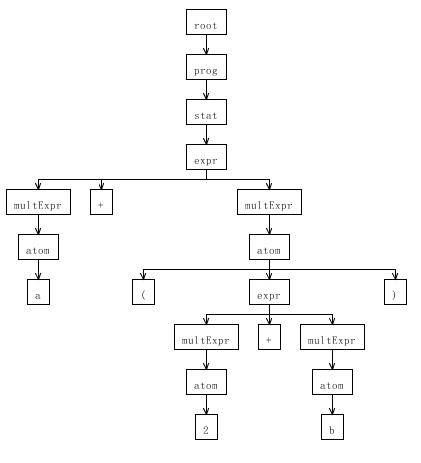 root
prog
stat
expr
multExpr + multExpr
atom atom
a ( expr )
multExpr + multExpr
atom atom
2 b